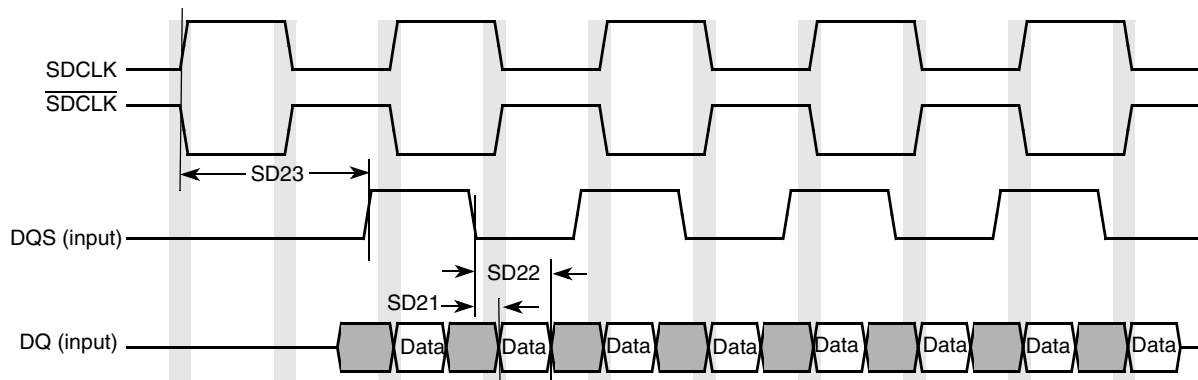 SDCLK
SDCLK
SD23
DQS (input)
SD22
SD21
DQ (input)
Data Data Data Data Data Data Data Data